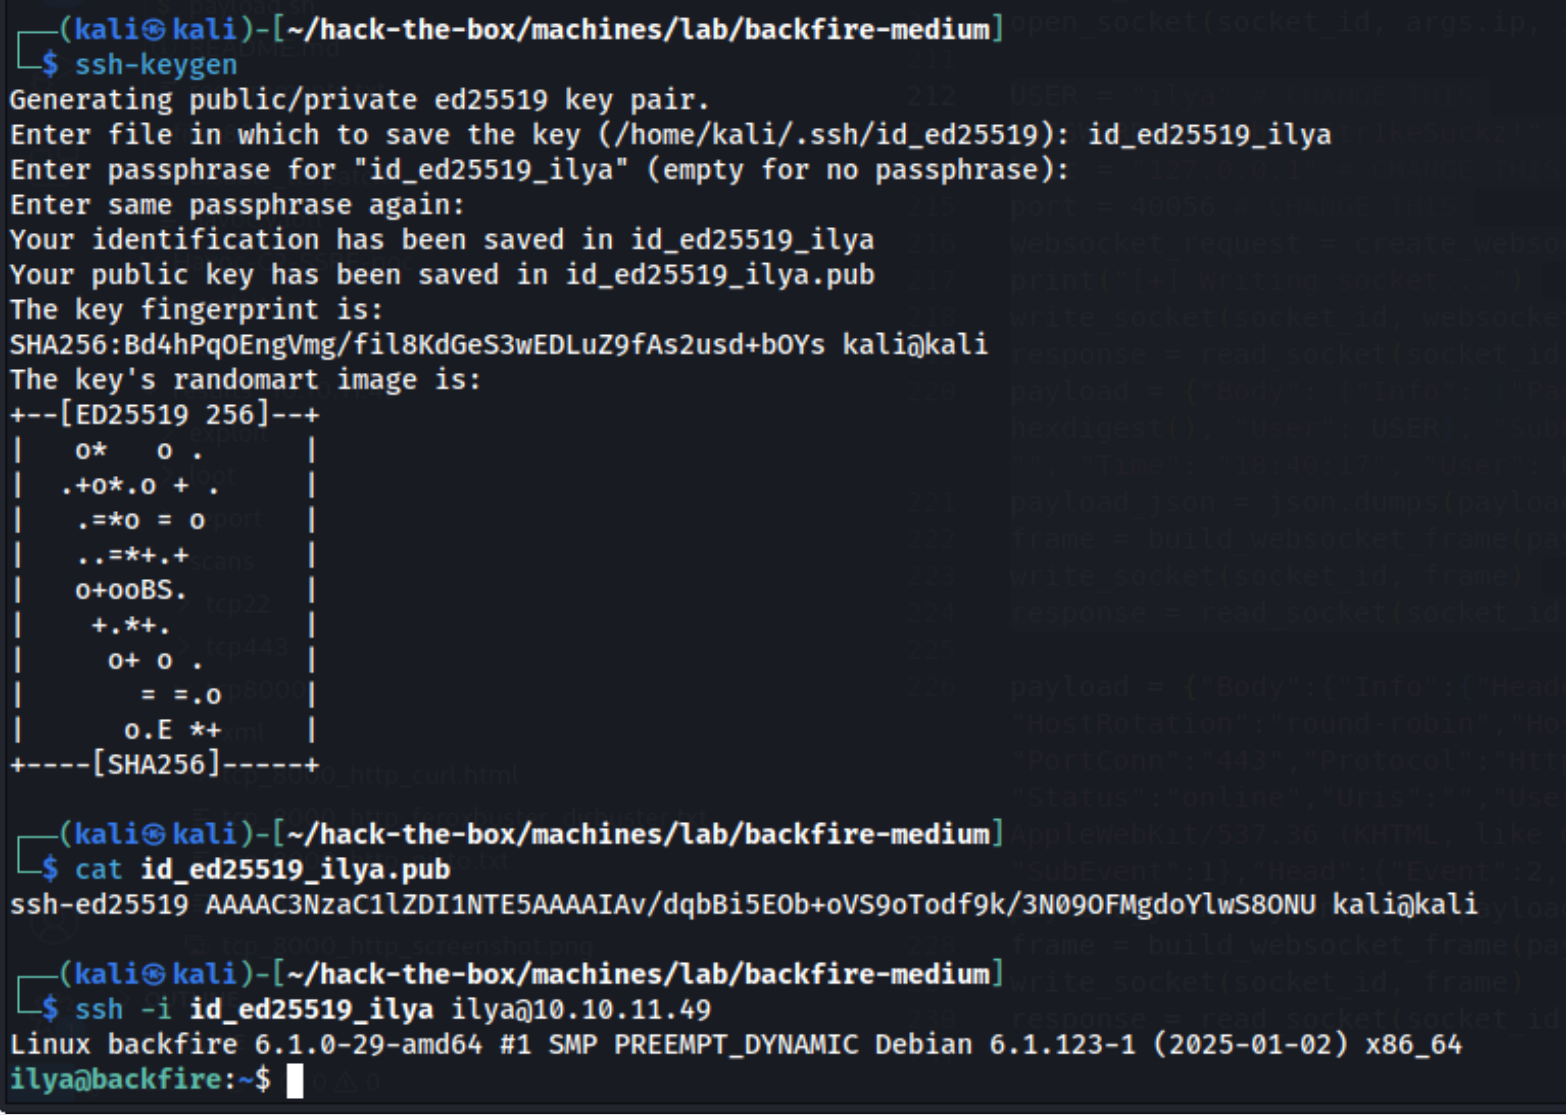 (kali㉿kali)-[~/hack-the-box/machines/lab/backfire-medium]
$ ssh-keygen
Generating public/private ed25519 key pair.
Enter file in which to save the key (/home/kali/.ssh/id_ed25519): id_ed25519_ilya
Enter passphrase for "id_ed25519_ilya" (empty for no passphrase):
Enter same passphrase again:
Your identification has been saved in id_ed25519_ilya
Your public key has been saved in id_ed25519_ilya.pub
The key fingerprint is:
SHA256:Bd4hPqOEngVmg/fil8KdGeS3wEDLuZ9fAs2usd+bOYs kali@kali
The key's randomart image is:
+--[ED25519 256]--+
|   o*   o .      |
|  .+o*.o + .     |
|   .=*o = o      |
|   ..=*+.+       |
|   o+ooBS.       |
|    +.*+.        |
|     o+ o .      |
|       = =.o     |
|      o.E *+     |
+----[SHA256]-----+
(kali㉿kali)-[~/hack-the-box/machines/lab/backfire-medium]
$ cat id_ed25519_ilya.pub
ssh-ed25519 AAAAC3NzaC1lZDI1NTE5AAAAIAv/dqbBi5EOb+oVS9oTodf9k/3N09OFMgdoYlwS8ONU kali@kali
(kali㉿kali)-[~/hack-the-box/machines/lab/backfire-medium]
$ ssh -i id_ed25519_ilya ilya@10.10.11.49
Linux backfire 6.1.0-29-amd64 #1 SMP PREEMPT_DYNAMIC Debian 6.1.123-1 (2025-01-02) x86_64
ilya@backfire:~$